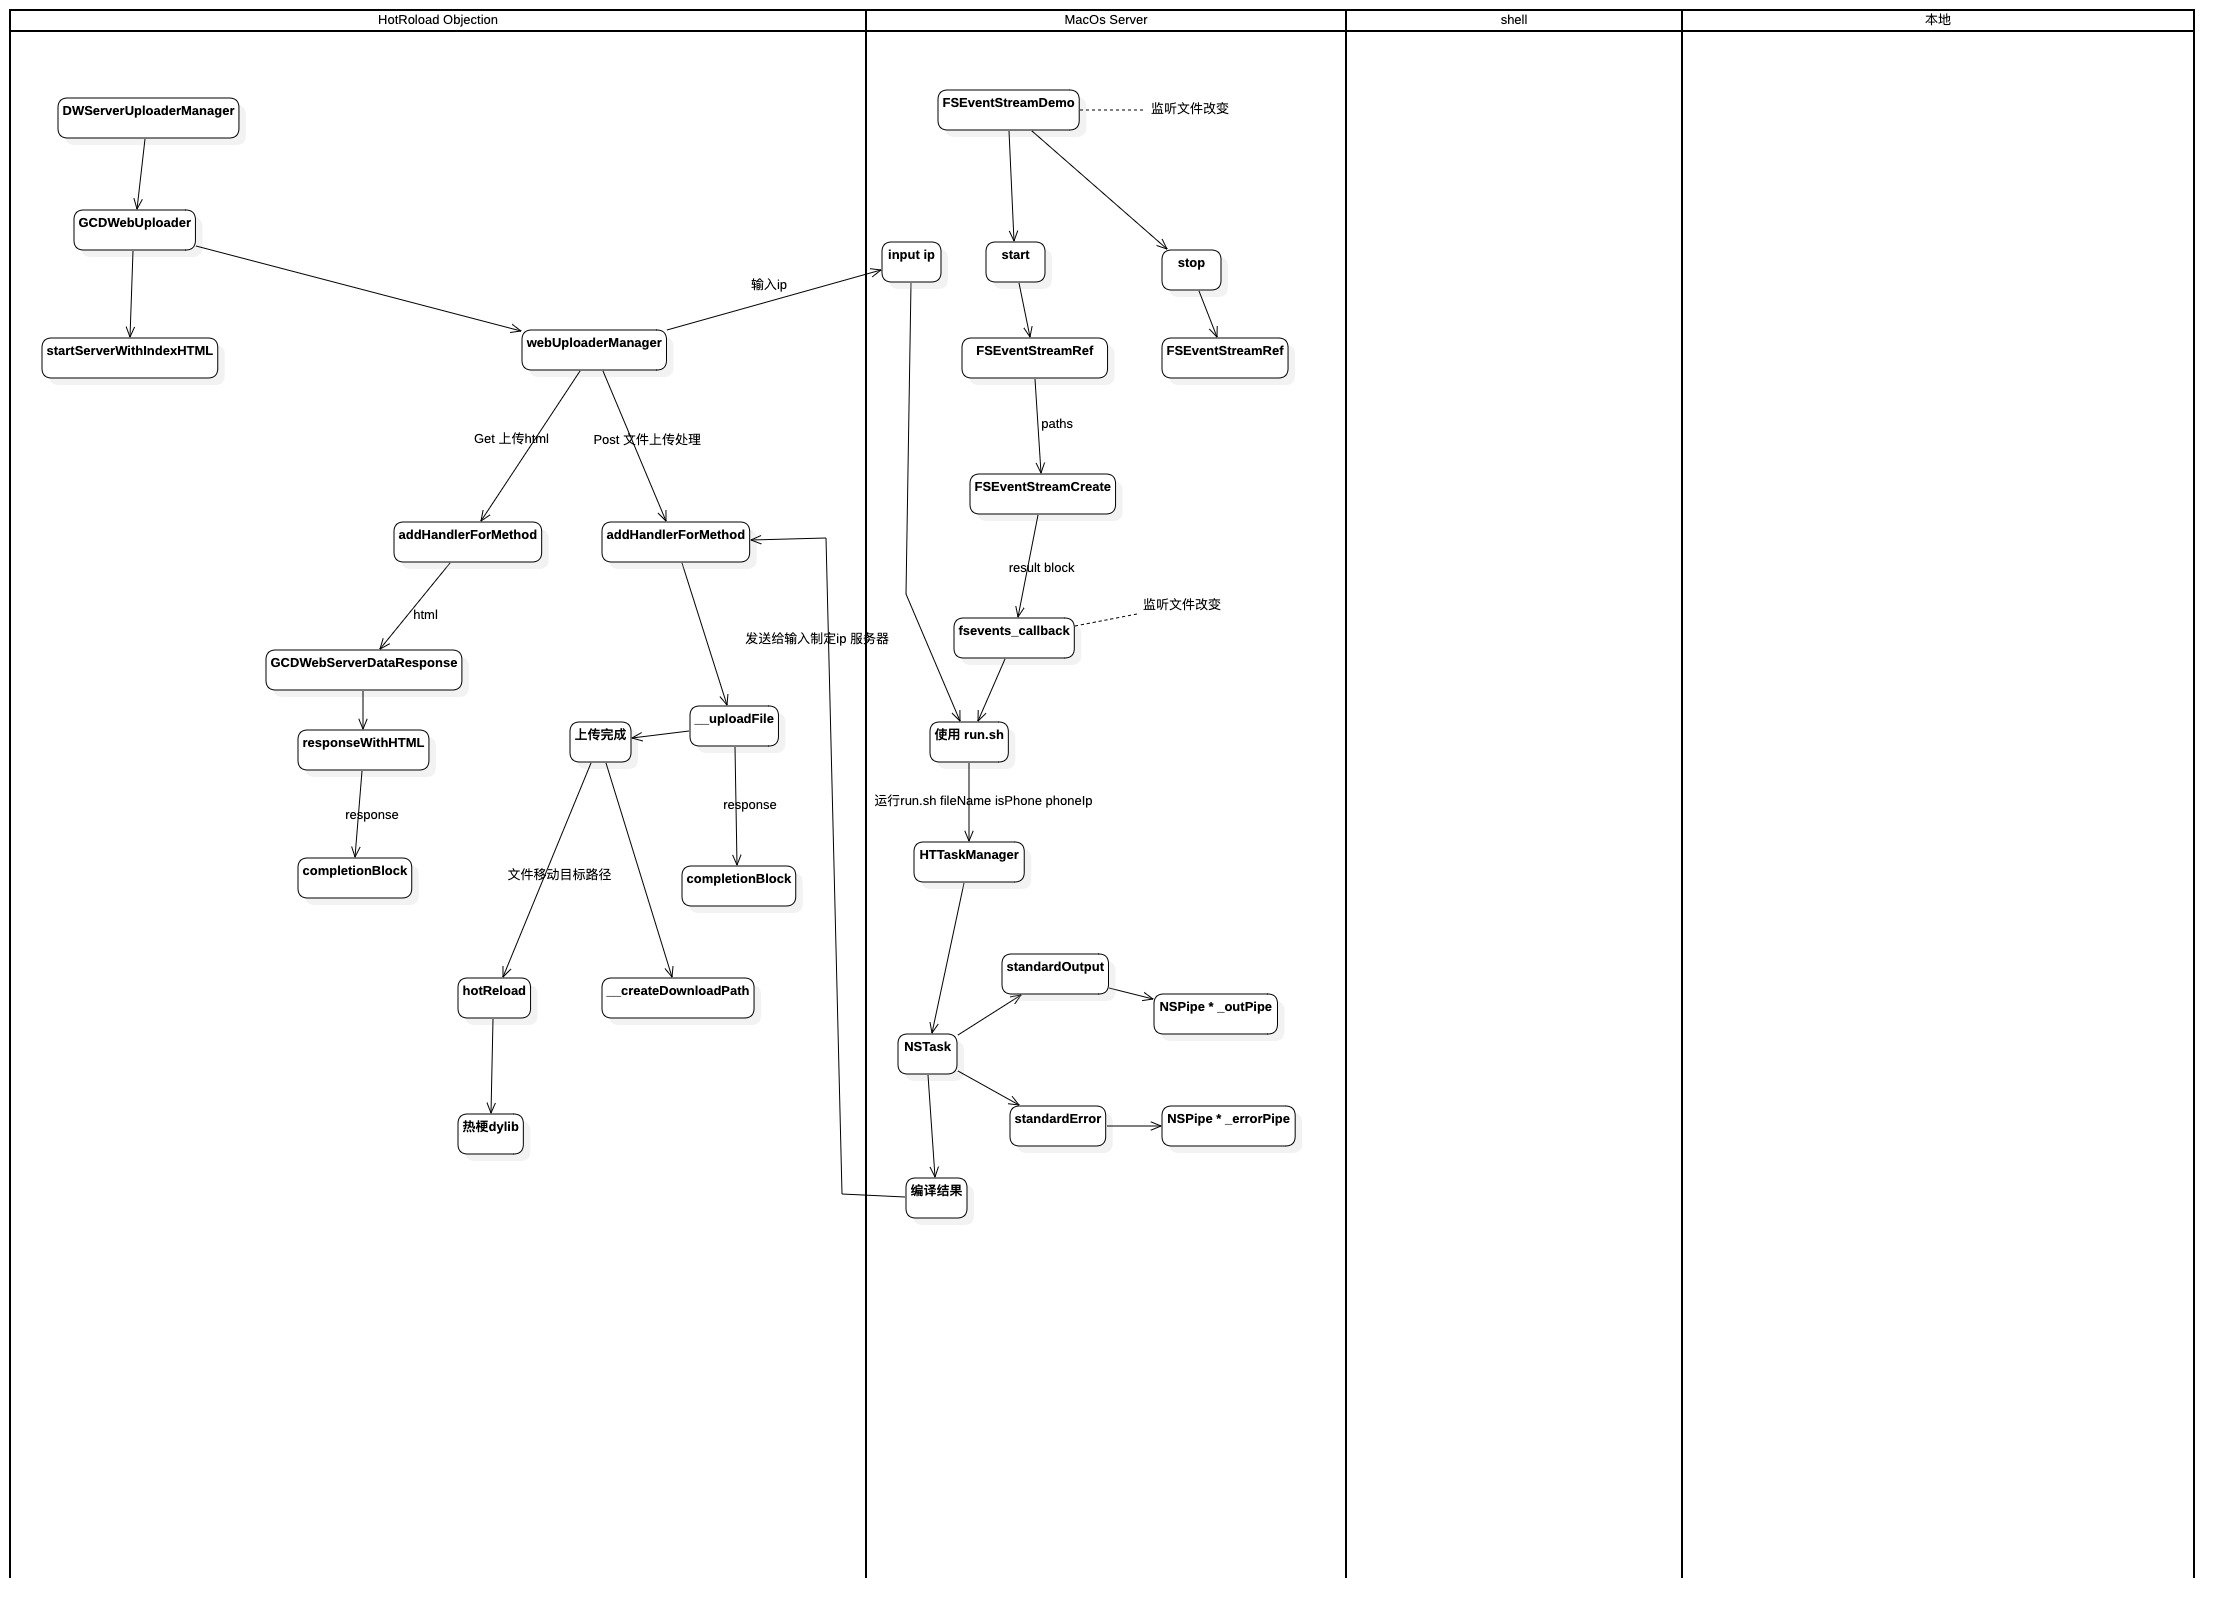 HotRoload Objection
MacOs Server
shell
本地
DWServerUploaderManager
GCDWebUploader
startServerWithIndexHTML
webUploaderManager
输入ip
Get 上传html
Post 文件上传处理
addHandlerForMethod
addHandlerForMethod
html
GCDWebServerDataResponse
responseWithHTML
response
completionBlock
发送给输入制定ip 服务器
__uploadFile
上传完成
response
completionBlock
文件移动目标路径
hotReload
__createDownloadPath
热梗dylib
FSEventStreamDemo
监听文件改变
input ip
start
stop
FSEventStreamRef
FSEventStreamRef
paths
FSEventStreamCreate
result block
监听文件改变
fsevents_callback
使用 run.sh
运行run.sh fileName isPhone phoneIp
HTTaskManager
standardOutput
NSPipe * _outPipe
NSTask
standardError
NSPipe * _errorPipe
编译结果